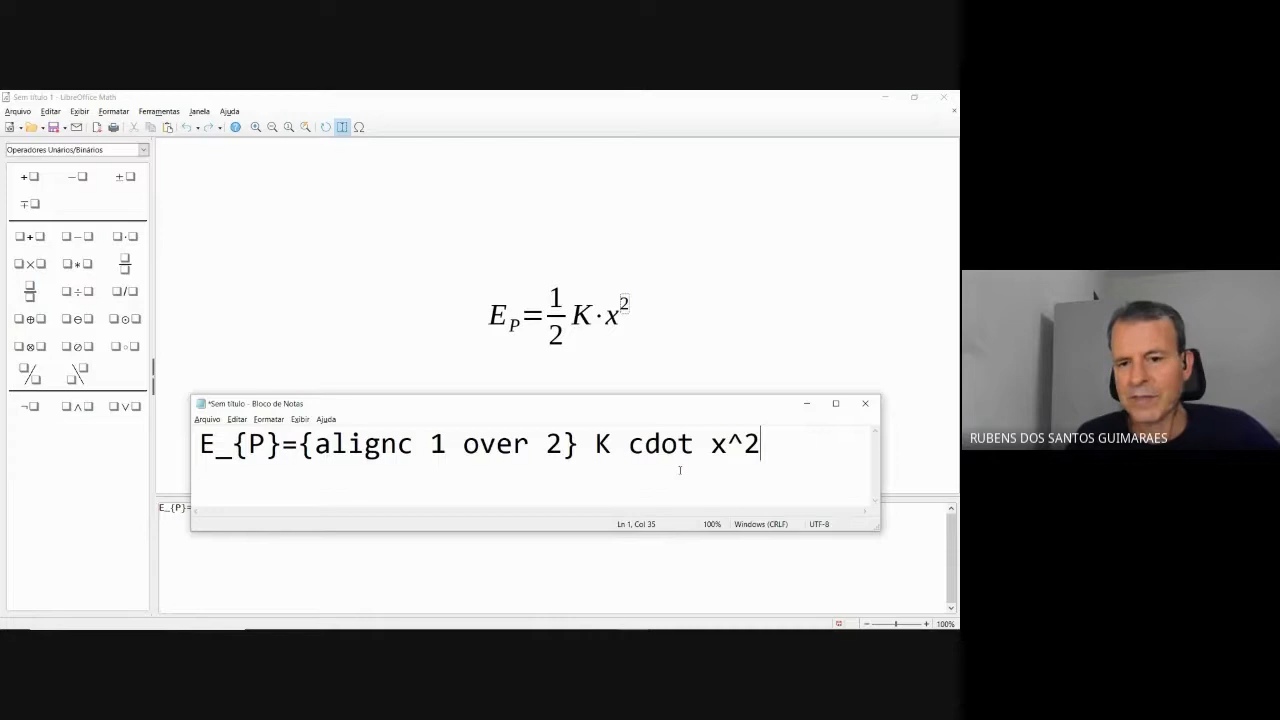 Sem título 1 - LibreOffice Math
Arquivo Editar Exibir Formatar Ferramentas Janela Ajuda
Operadores Unários/Binários
E_P = 1/2 K · x^2
*Sem título - Bloco de Notas
Arquivo Editar Formatar Exibir Ajuda
E_{P}={alignc 1 over 2} K cdot x^2
Ln 1, Col 35 100% Windows (CRLF) UTF-8
E_{P}=
100%
RUBENS DOS SANTOS GUIMARAES